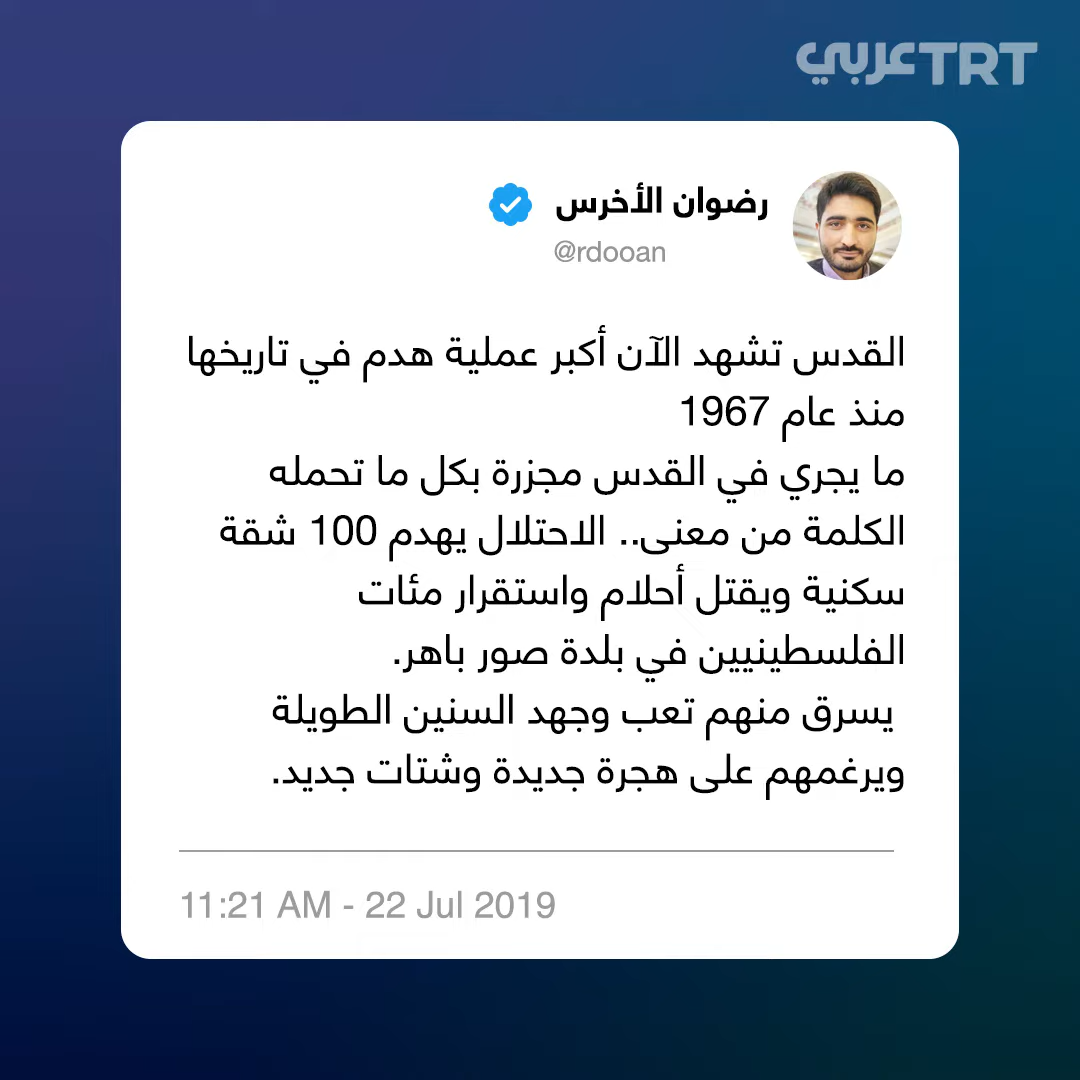 TRT عربي
رضوان الأخرس
@rdooan
القدس تشهد الآن أكبر عملية هدم في تاريخها
منذ عام 1967
ما يجري في القدس مجزرة بكل ما تحمله
الكلمة من معنى.. الاحتلال يهدم 100 شقة
سكنية ويقتل أحلام واستقرار مئات
الفلسطينيين في بلدة صور باهر.
يسرق منهم تعب وجهد السنين الطويلة
ويرغمهم على هجرة جديدة وشتات جديد.
11:21 AM - 22 Jul 2019